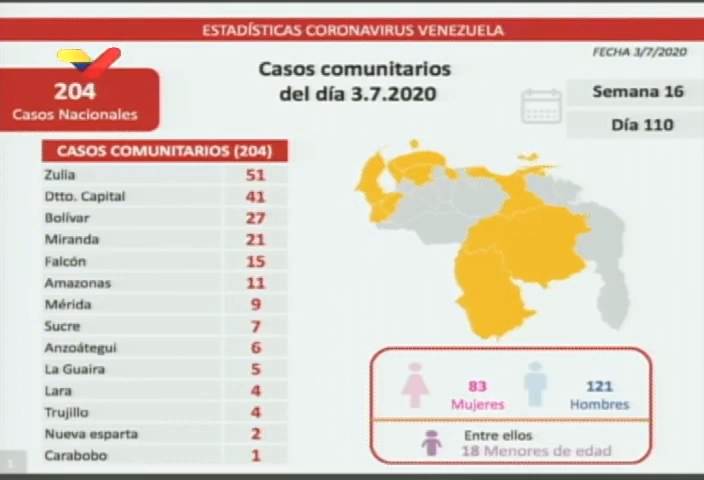 ESTADÍSTICAS CORONAVIRUS VENEZUELA
FECHA 3/7/2020
204
Casos Nacionales
Casos comunitarios
del día 3.7.2020
Semana 16
Día 110
CASOS COMUNITARIOS (204)
Zulia 51
Dtto. Capital 41
Bolívar 27
Miranda 21
Falcón 15
Amazonas 11
Mérida 9
Sucre 7
Anzoátegui 6
La Guaira 5
Lara 4
Trujillo 4
Nueva esparta 2
Carabobo 1
83
Mujeres
121
Hombres
Entre ellos
18 Menores de edad
1